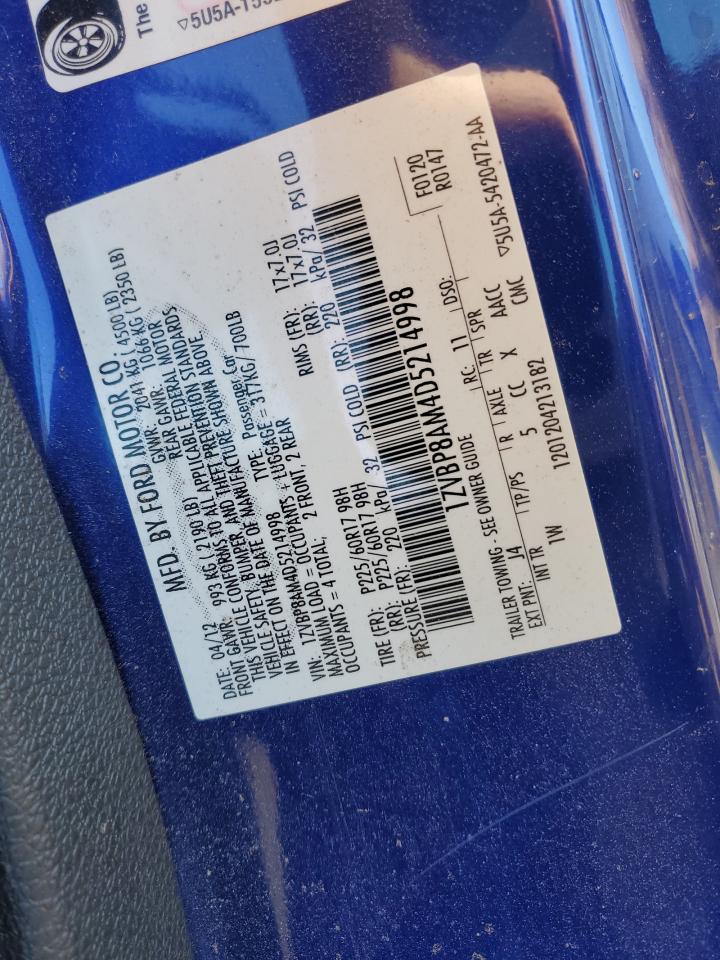 The
▽5U5A-
MFD. BY FORD MOTOR CO.
DATE: 04/12 GVWR: 2041 KG ( 4500 LB)
FRONT GAWR: 993 KG ( 2190 LB) REAR GAWR: 1066 KG ( 2350 LB)
THIS VEHICLE CONFORMS TO ALL APPLICABLE FEDERAL MOTOR
VEHICLE SAFETY, BUMPER, AND THEFT PREVENTION STANDARDS
IN EFFECT ON THE DATE OF MANUFACTURE SHOWN ABOVE.
VIN: 1ZVBP8AM4D5214998 TYPE: Passenger Car
MAXIMUM LOAD = OCCUPANTS + LUGGAGE = 317KG/ 700LB
OCCUPANTS = 4 TOTAL, 2 FRONT, 2 REAR
TIRE (FR): P225/60R17 98H RIMS (FR): 17x7.0J
(RR): P225/60R17 98H (RR): 17x7.0J
PRESSURE (FR): 220 kPa/ 32 PSI COLD (RR): 220 kPa/ 32 PSI COLD
1ZVBP8AM4D5214998
F0120
R0147
TRAILER TOWING - SEE OWNER GUIDE
EXT PNT: J4 RC: 11 DSO:
INT TR TP/PS R AXLE TR SPR
1W 5 CC X AACC
1201204213182 CMC
▽5U5A-5420472-AA